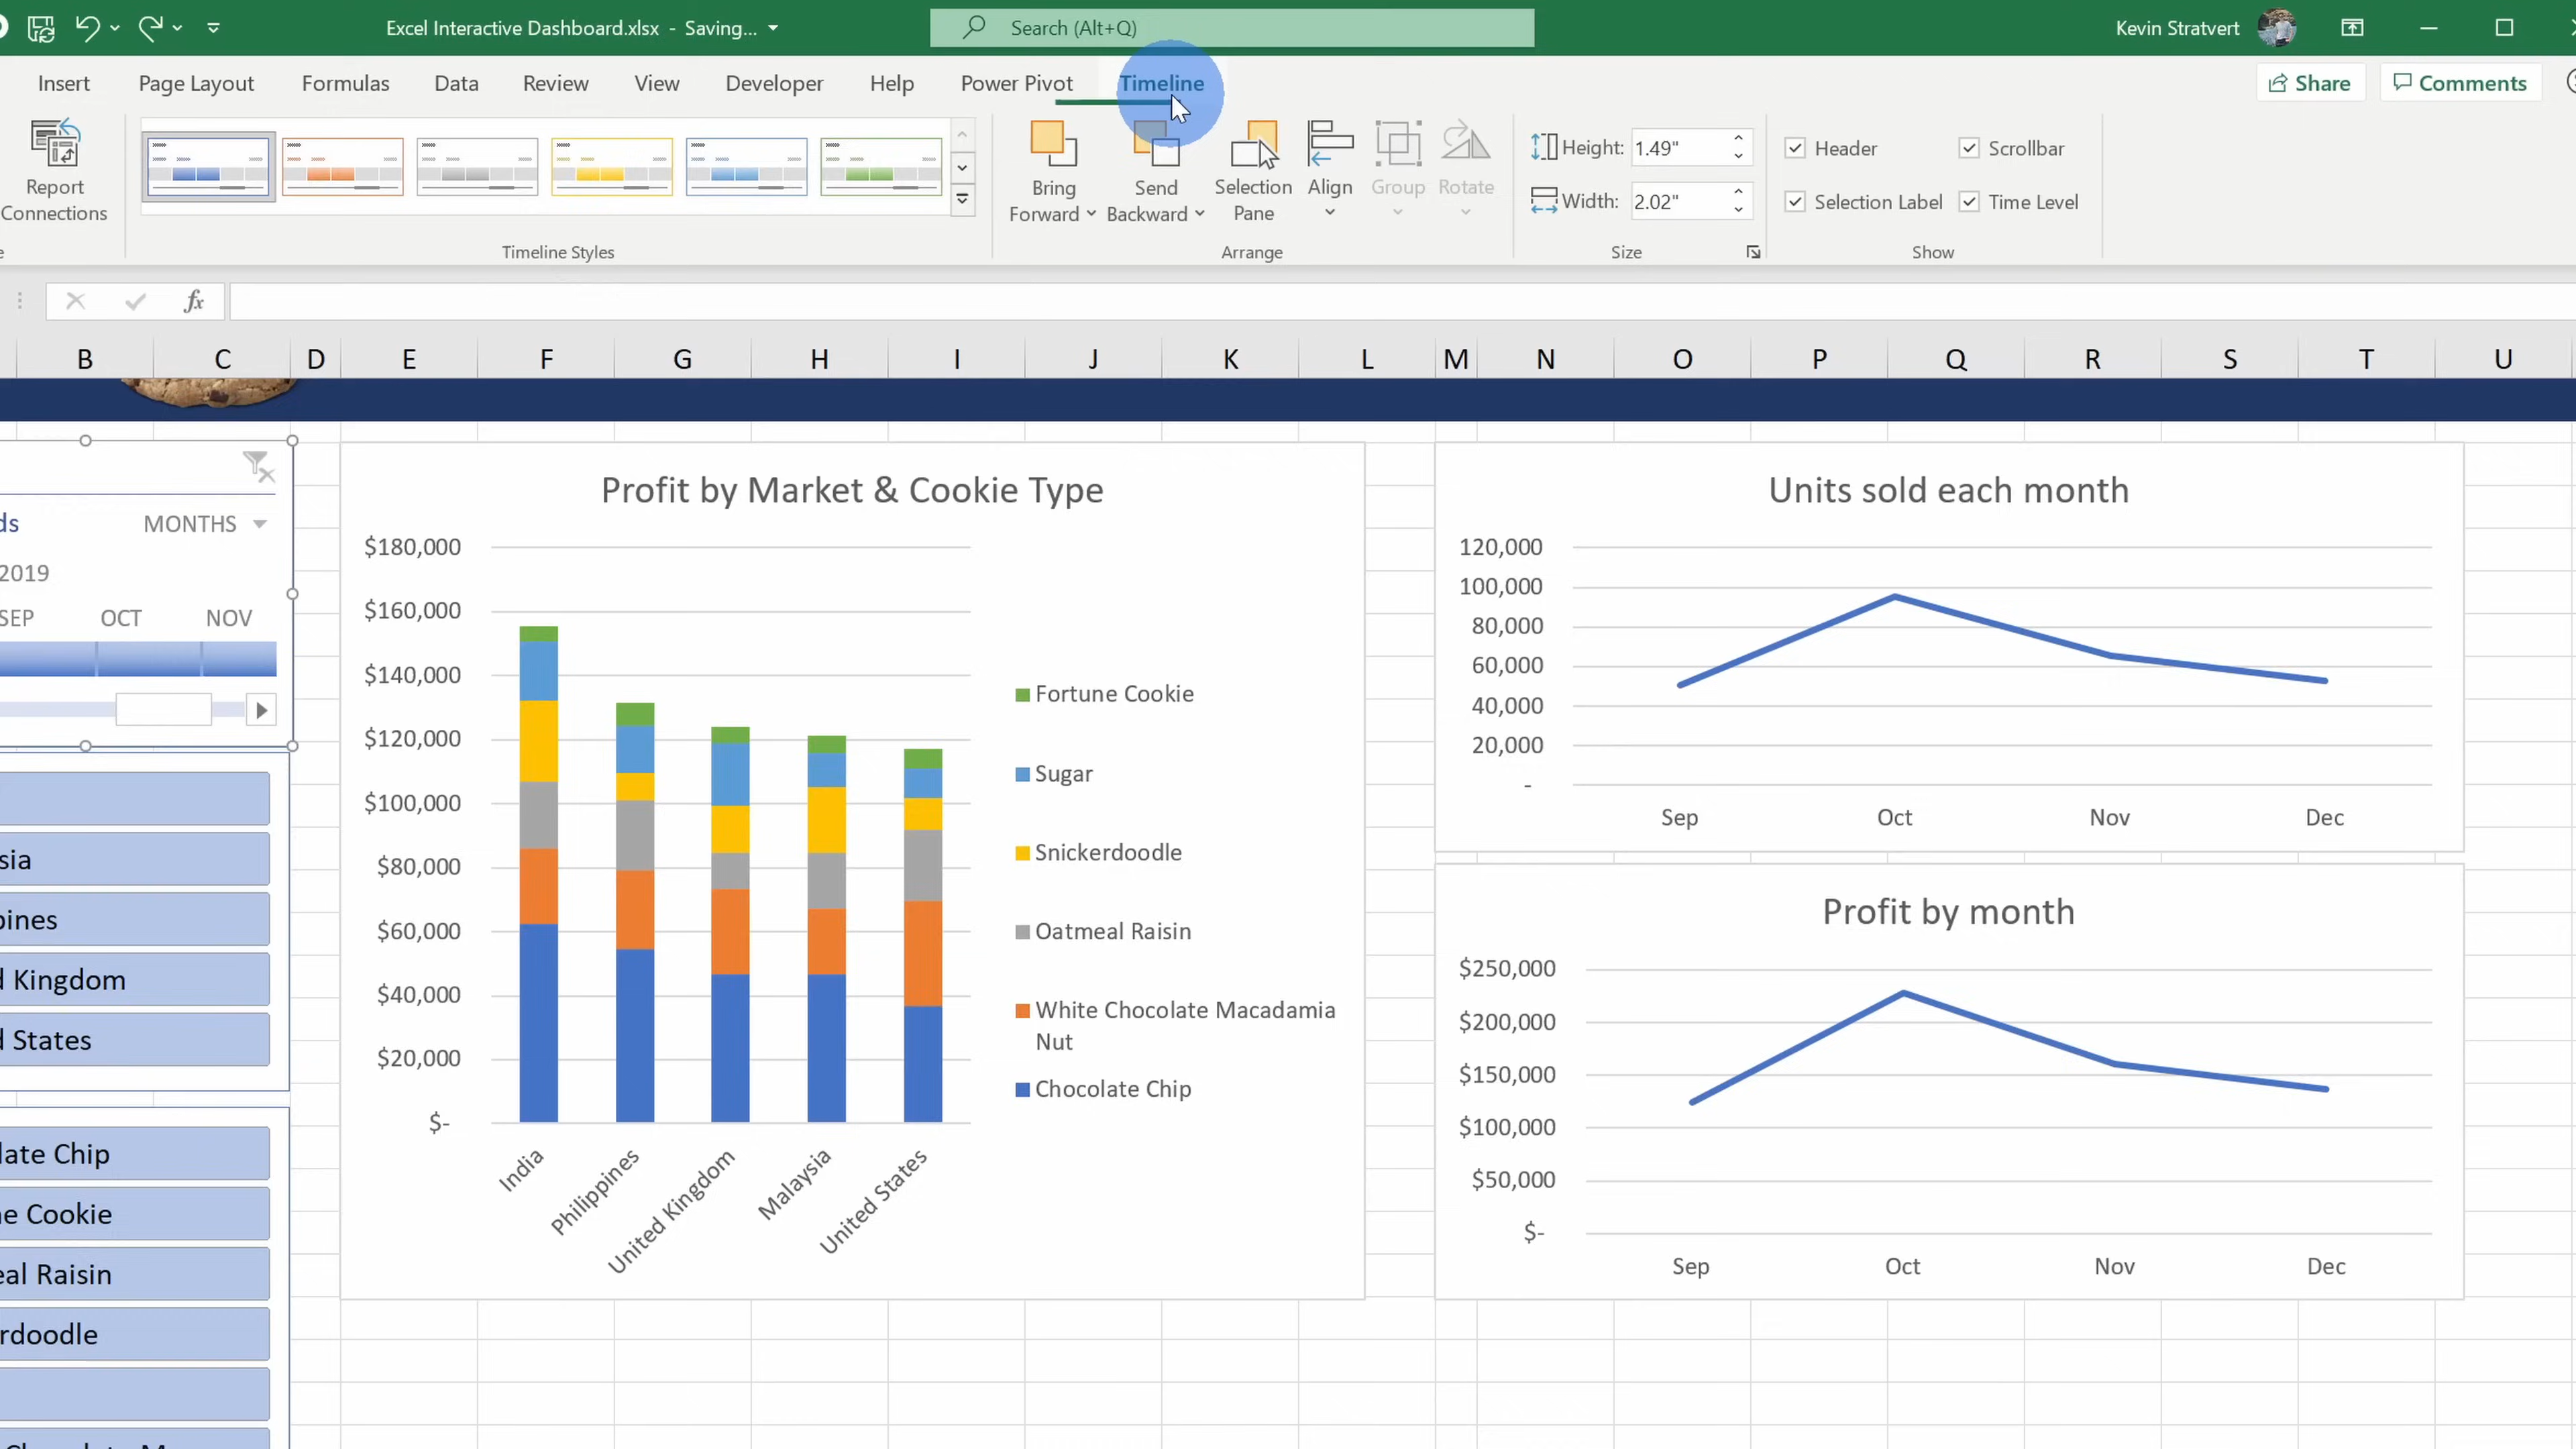 Excel Interactive Dashboard.xlsx - Saving...
Search (Alt+Q)
Kevin Stratvert
Insert
Page Layout
Formulas
Data
Review
View
Developer
Help
Power Pivot
Timeline
Share
Comments
Report
Connections
Timeline Styles
Bring
Forward
Send
Backward
Selection
Pane
Align
Group
Rotate
Arrange
Height: 1.49"
Width: 2.02"
Size
Header
Scrollbar
Selection Label
Time Level
Show
fx
B C D E F G H I J K L M N O P Q R S T U
ds
MONTHS
2019
SEP OCT NOV
sia
pines
d Kingdom
d States
late Chip
ne Cookie
eal Raisin
rdoodle
Profit by Market & Cookie Type
$180,000
$160,000
$140,000
$120,000
$100,000
$80,000
$60,000
$40,000
$20,000
$-
India
Philippines
United Kingdom
Malaysia
United States
Fortune Cookie
Sugar
Snickerdoodle
Oatmeal Raisin
White Chocolate Macadamia
Nut
Chocolate Chip
Units sold each month
120,000
100,000
80,000
60,000
40,000
20,000
-
Sep Oct Nov Dec
Profit by month
$250,000
$200,000
$150,000
$100,000
$50,000
$-
Sep Oct Nov Dec